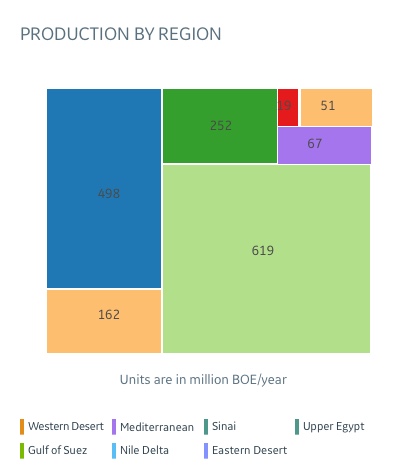 PRODUCTION BY REGION
19 51
252
67
498
619
162
Units are in million BOE/year
Western Desert Mediterranean Sinai Upper Egypt
Gulf of Suez Nile Delta Eastern Desert